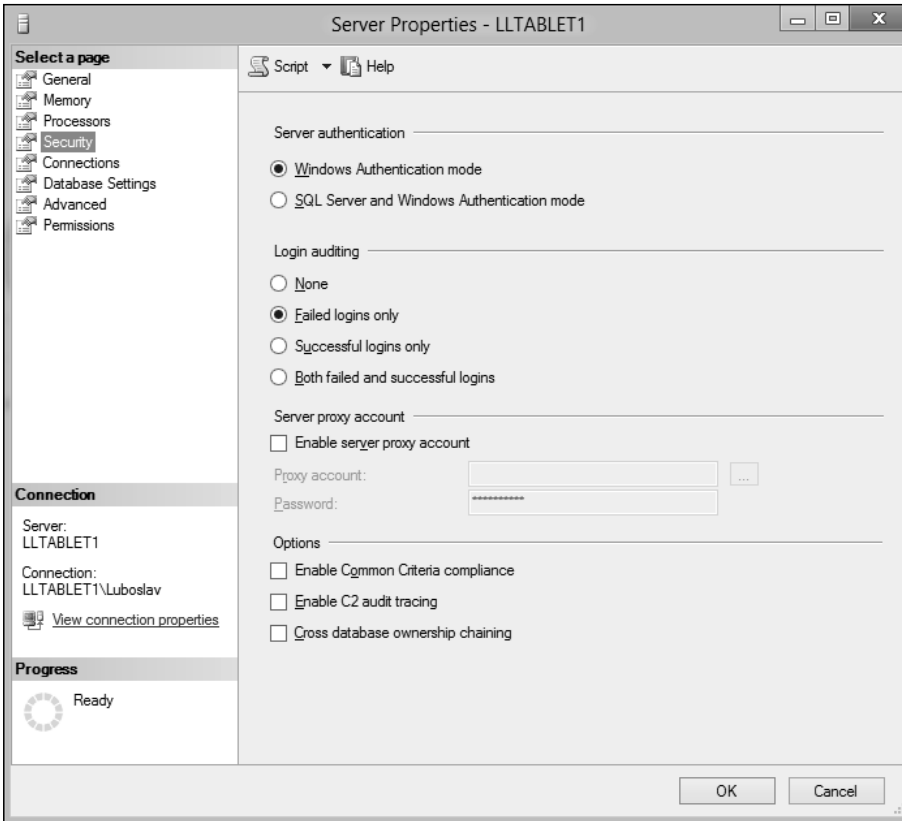 Server Properties - LLTABLET1
Select a page
General
Memory
Processors
Security
Connections
Database Settings
Advanced
Permissions
Script
Help
Server authentication
Windows Authentication mode
SQL Server and Windows Authentication mode
Login auditing
None
Failed logins only
Successful logins only
Both failed and successful logins
Server proxy account
Enable server proxy account
Proxy account:
...
Password:
**********
Options
Enable Common Criteria compliance
Enable C2 audit tracing
Cross database ownership chaining
Connection
Server:
LLTABLET1
Connection:
LLTABLET1\Luboslav
View connection properties
Progress
Ready
OK
Cancel